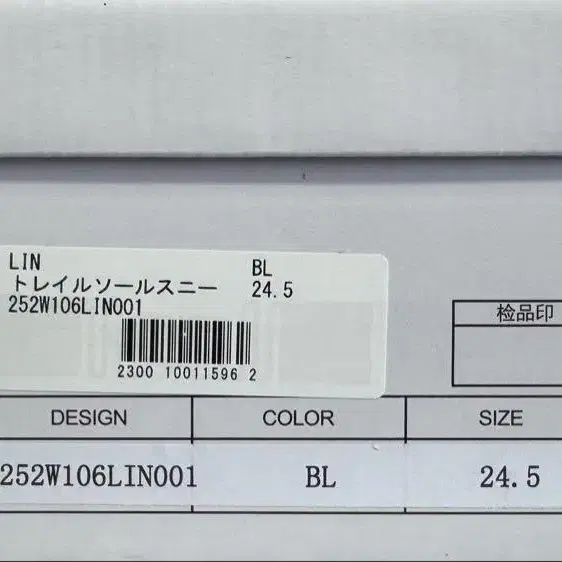 LIN BL
トレイルソールスニー 24.5
252W106LIN001
2300 10011596 2
検品印
DESIGN COLOR SIZE
252W106LIN001 BL 24.5